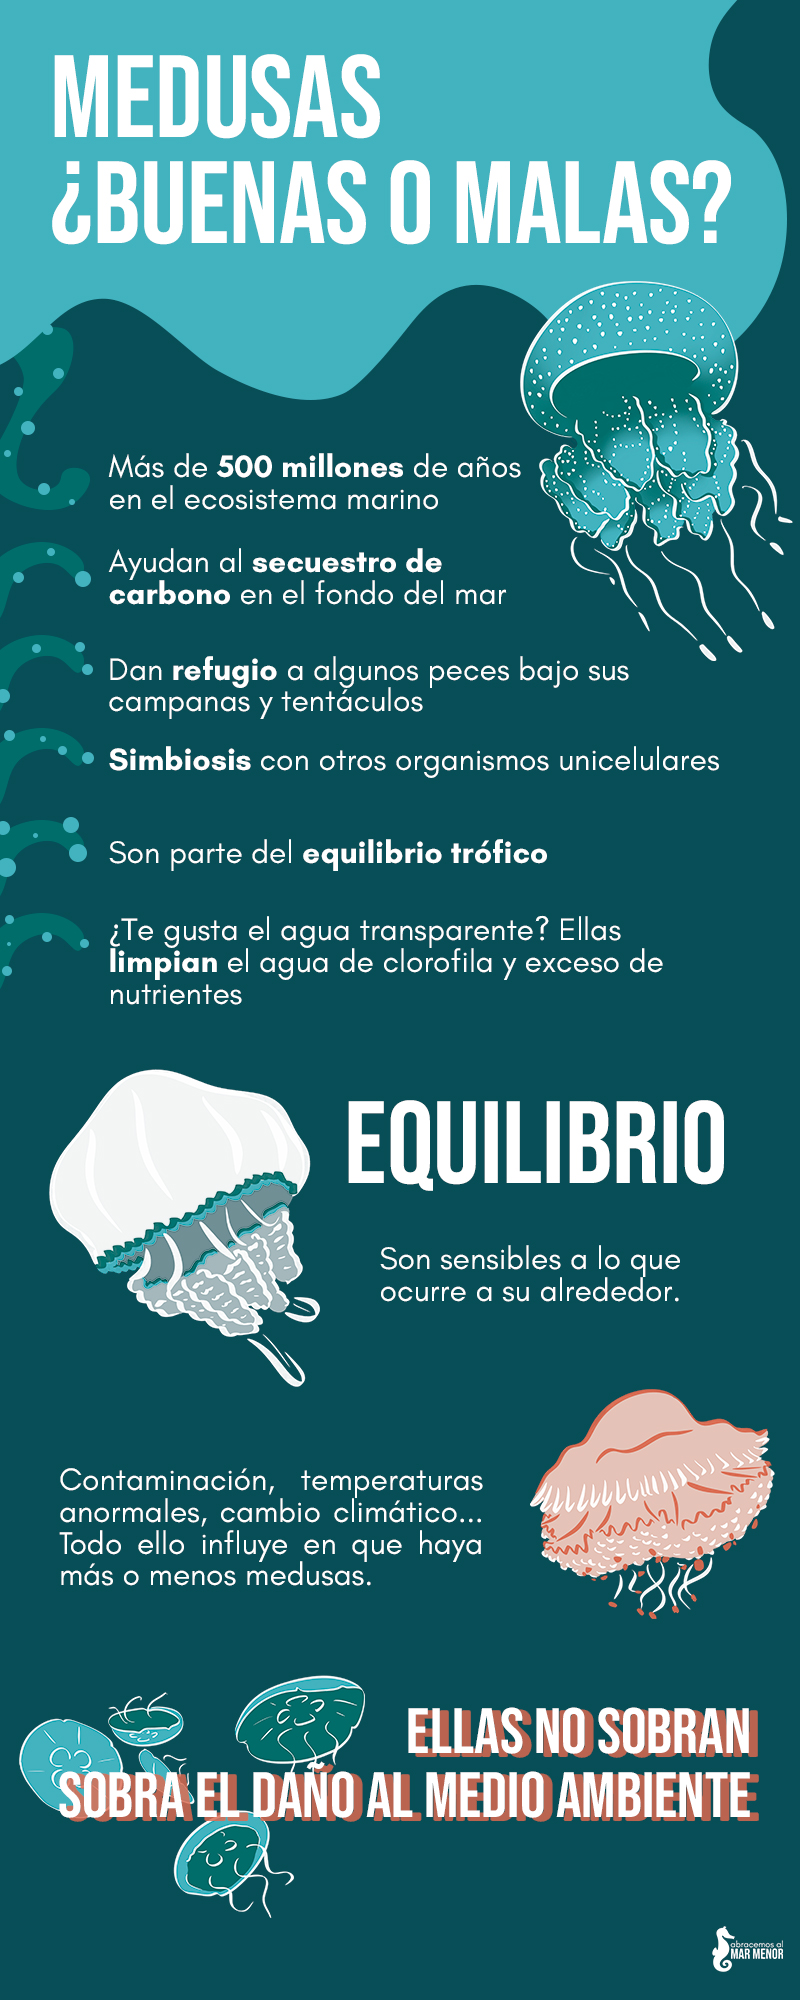 MEDUSAS
¿BUENAS O MALAS?
Más de 500 millones de años
en el ecosistema marino
Ayudan al secuestro de
carbono en el fondo del mar
Dan refugio a algunos peces bajo sus
campanas y tentáculos
Simbiosis con otros organismos unicelulares
Son parte del equilibrio trófico
¿Te gusta el agua transparente? Ellas
limpian el agua de clorofila y exceso de
nutrientes
EQUILIBRIO
Son sensibles a lo que
ocurre a su alrededor.
Contaminación, temperaturas
anormales, cambio climático...
Todo ello influye en que haya
más o menos medusas.
ELLAS NO SOBRAN
SOBRA EL DAÑO AL MEDIO AMBIENTE
abracemos al
MAR MENOR